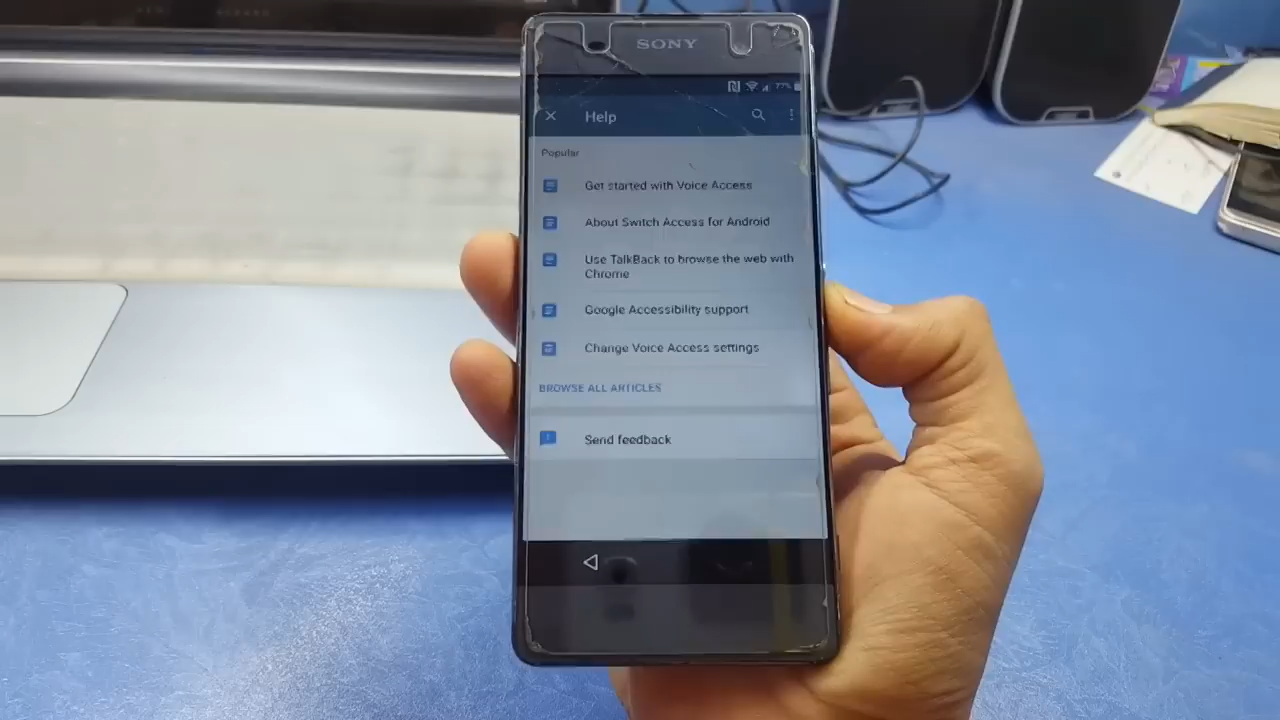 SONY
77%
Help
Popular
Get started with Voice Access
About Switch Access for Android
Use TalkBack to browse the web with
Chrome
Google Accessibility support
Change Voice Access settings
BROWSE ALL ARTICLES
Send feedback